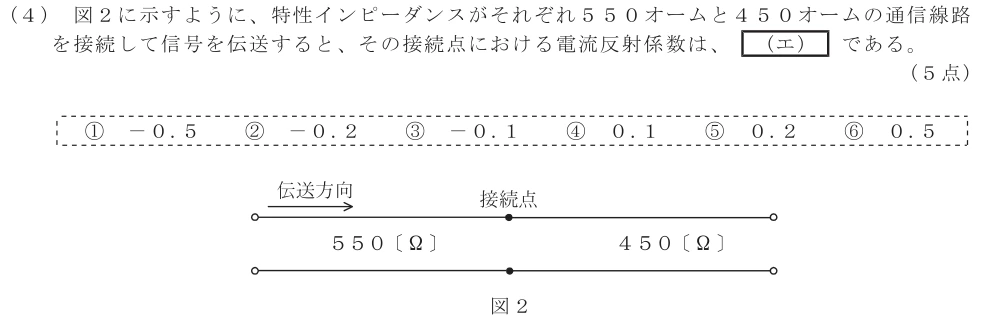 （４） 図２に示すように、特性インピーダンスがそれぞれ５５０オームと４５０オームの通信線路
を接続して信号を伝送すると、その接続点における電流反射係数は、 （エ） である。
（５点）
① －０．５ ② －０．２ ③ －０．１ ④ ０．１ ⑤ ０．２ ⑥ ０．５
伝送方向
接続点
５５０〔Ω〕 ４５０〔Ω〕
図２